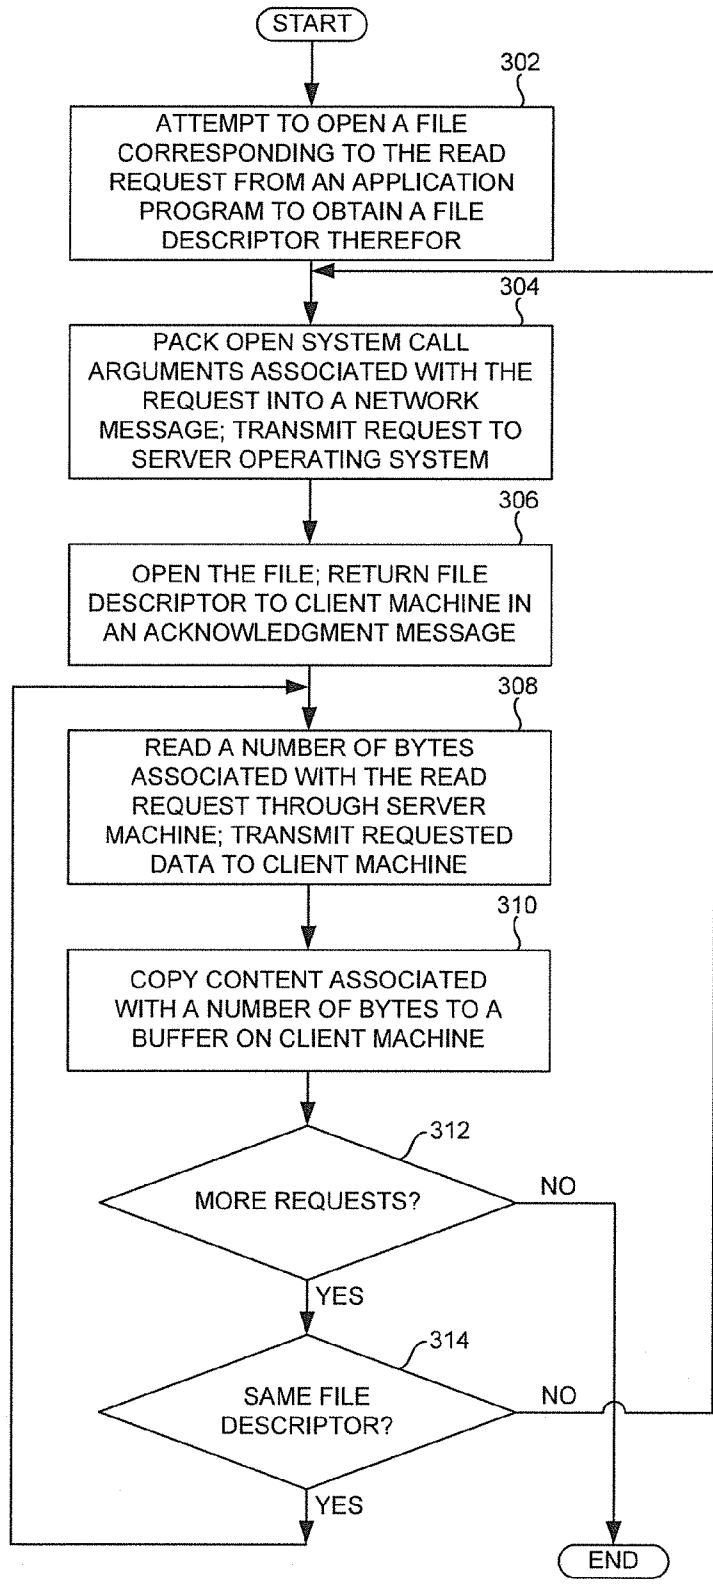 START
302
ATTEMPT TO OPEN A FILE
CORRESPONDING TO THE READ
REQUEST FROM AN APPLICATION
PROGRAM TO OBTAIN A FILE
DESCRIPTOR THEREFOR
304
PACK OPEN SYSTEM CALL
ARGUMENTS ASSOCIATED WITH THE
REQUEST INTO A NETWORK
MESSAGE; TRANSMIT REQUEST TO
SERVER OPERATING SYSTEM
306
OPEN THE FILE; RETURN FILE
DESCRIPTOR TO CLIENT MACHINE IN
AN ACKNOWLEDGMENT MESSAGE
308
READ A NUMBER OF BYTES
ASSOCIATED WITH THE READ
REQUEST THROUGH SERVER
MACHINE; TRANSMIT REQUESTED
DATA TO CLIENT MACHINE
310
COPY CONTENT ASSOCIATED
WITH A NUMBER OF BYTES TO A
BUFFER ON CLIENT MACHINE
312
MORE REQUESTS?
NO
YES
314
SAME FILE
DESCRIPTOR?
NO
YES
END